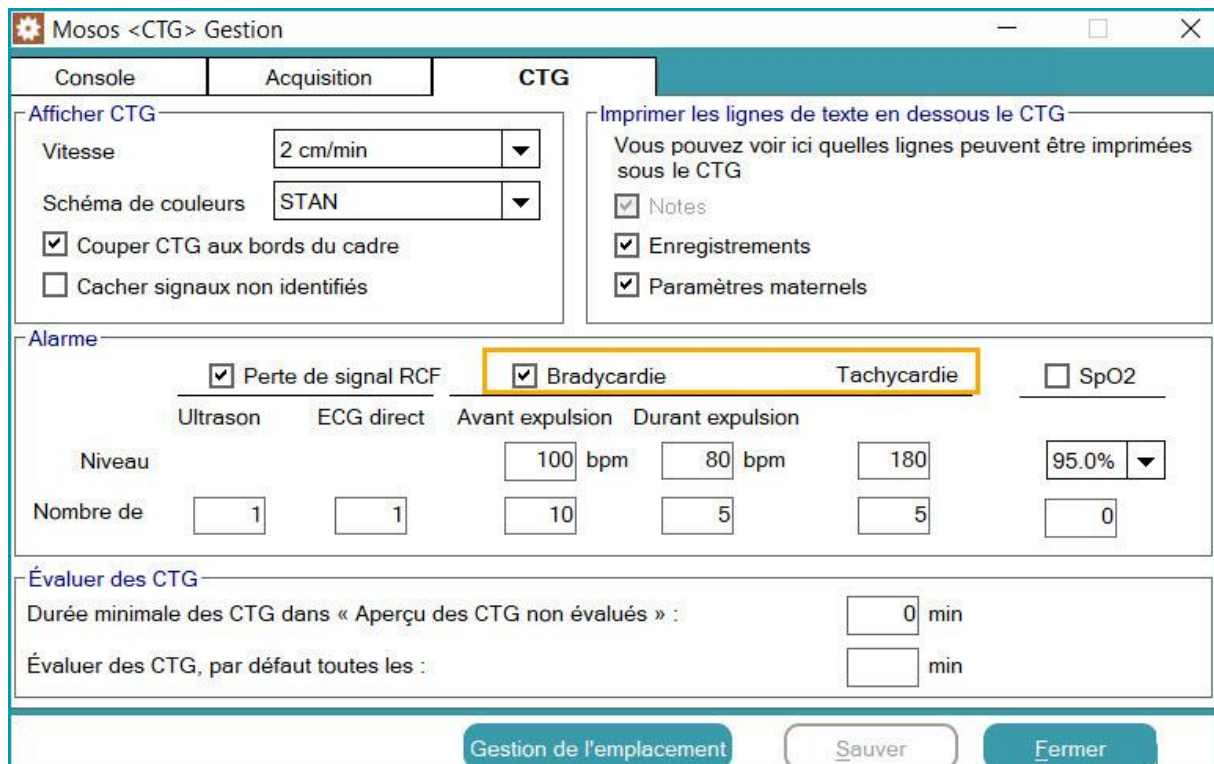 Mosos <CTG> Gestion
Console Acquisition CTG
Afficher CTG
Vitesse 2 cm/min
Schéma de couleurs STAN
Couper CTG aux bords du cadre
Cacher signaux non identifiés
Imprimer les lignes de texte en dessous le CTG
Vous pouvez voir ici quelles lignes peuvent être imprimées
sous le CTG
Notes
Enregistrements
Paramètres maternels
Alarme
Perte de signal RCF Bradycardie Tachycardie SpO2
Ultrason ECG direct Avant expulsion Durant expulsion
Niveau 100 bpm 80 bpm 180 95.0%
Nombre de 1 1 10 5 5 0
Évaluer des CTG
Durée minimale des CTG dans « Aperçu des CTG non évalués » : 0 min
Évaluer des CTG, par défaut toutes les : min
Gestion de l'emplacement Sauver Fermer